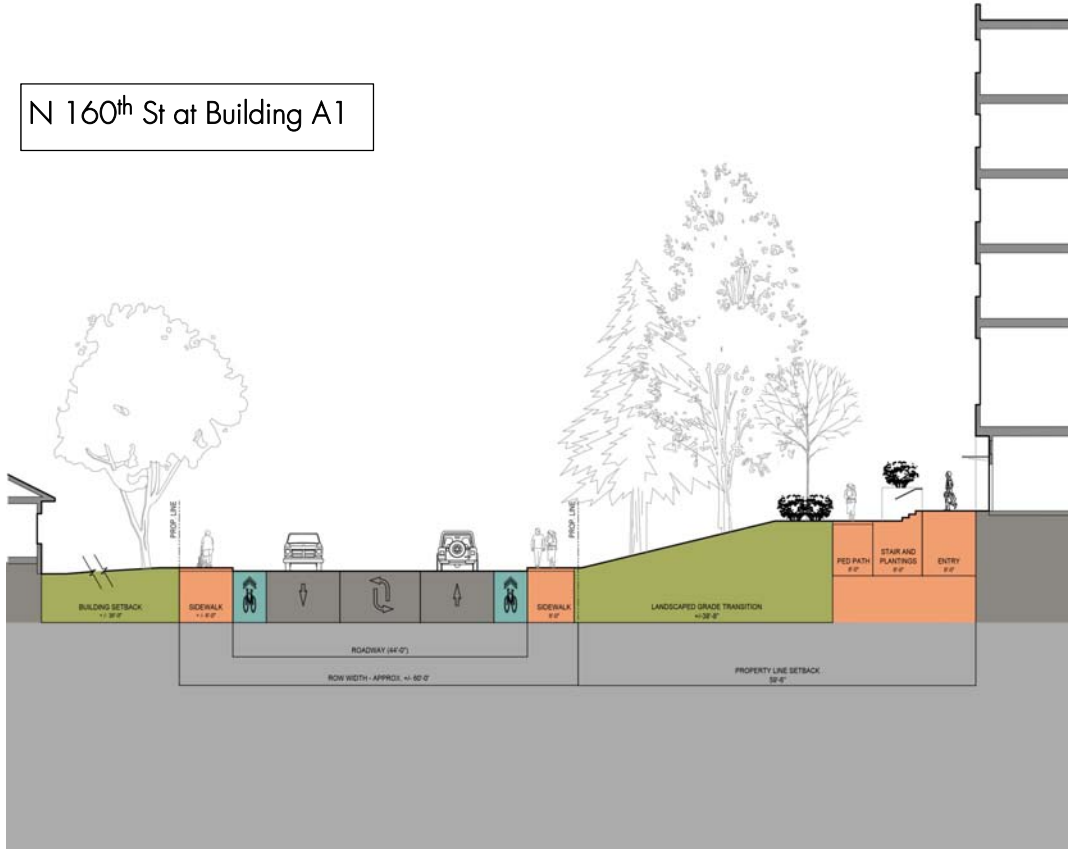 N 160th St at Building A1
PROP. LINE
PROP. LINE
BUILDING SETBACK
SIDEWALK
SIDEWALK
LANDSCAPED GRADE TRANSITION
PED PATH
STAIR AND
PLANTINGS
ENTRY
ROADWAY (44'-0")
ROW WIDTH - APPROX. +/- 60'-0"
PROPERTY LINE SETBACK
59'-6"